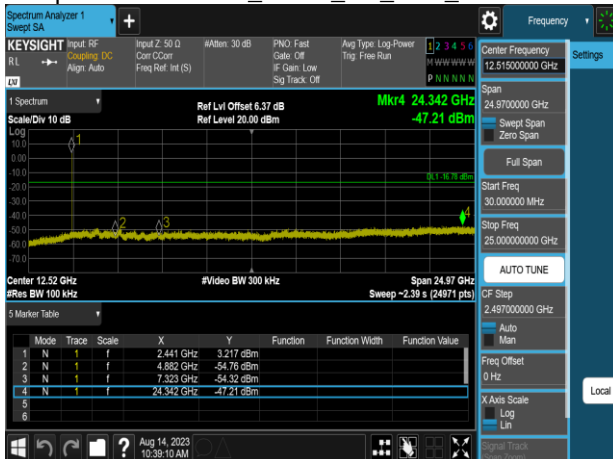 Spectrum Analyzer 1
Swept SA
Frequency
KEYSIGHT Input: RF
RL
Coupling: DC
Align: Auto
Input Z: 50 Ω
Corr CCorr
Freq Ref: Int (S)
#Atten: 30 dB
PNO: Fast
Gate: Off
IF Gain: Low
Sig Track: Off
Avg Type: Log-Power
Trig: Free Run
1 2 3 4 5 6
M W W W W W
P N N N N N
LXI
1 Spectrum
Scale/Div 10 dB
Ref Lvl Offset 6.37 dB
Ref Level 20.00 dBm
Mkr4 24.342 GHz
-47.21 dBm
Log
10.0
0.00
-10.0
-20.0
-30.0
-40.0
-50.0
-60.0
-70.0
1
2
3
4
DL1 -16.78 dBm
Center 12.52 GHz
#Res BW 100 kHz
#Video BW 300 kHz
Span 24.97 GHz
Sweep ~2.39 s (24971 pts)
5 Marker Table
Mode Trace Scale X Y Function Function Width Function Value
1 N 1 f 2.441 GHz 3.217 dBm
2 N 1 f 4.882 GHz -54.76 dBm
3 N 1 f 7.323 GHz -54.32 dBm
4 N 1 f 24.342 GHz -47.21 dBm
5
6
Aug 14, 2023
10:39:10 AM
Center Frequency
12.515000000 GHz
Settings
Span
24.9700000 GHz
Swept Span
Zero Span
Full Span
Start Freq
30.000000 MHz
Stop Freq
25.000000000 GHz
AUTO TUNE
CF Step
2.497000000 GHz
Auto
Man
Freq Offset
0 Hz
X Axis Scale
Log
Lin
Local
Signal Track